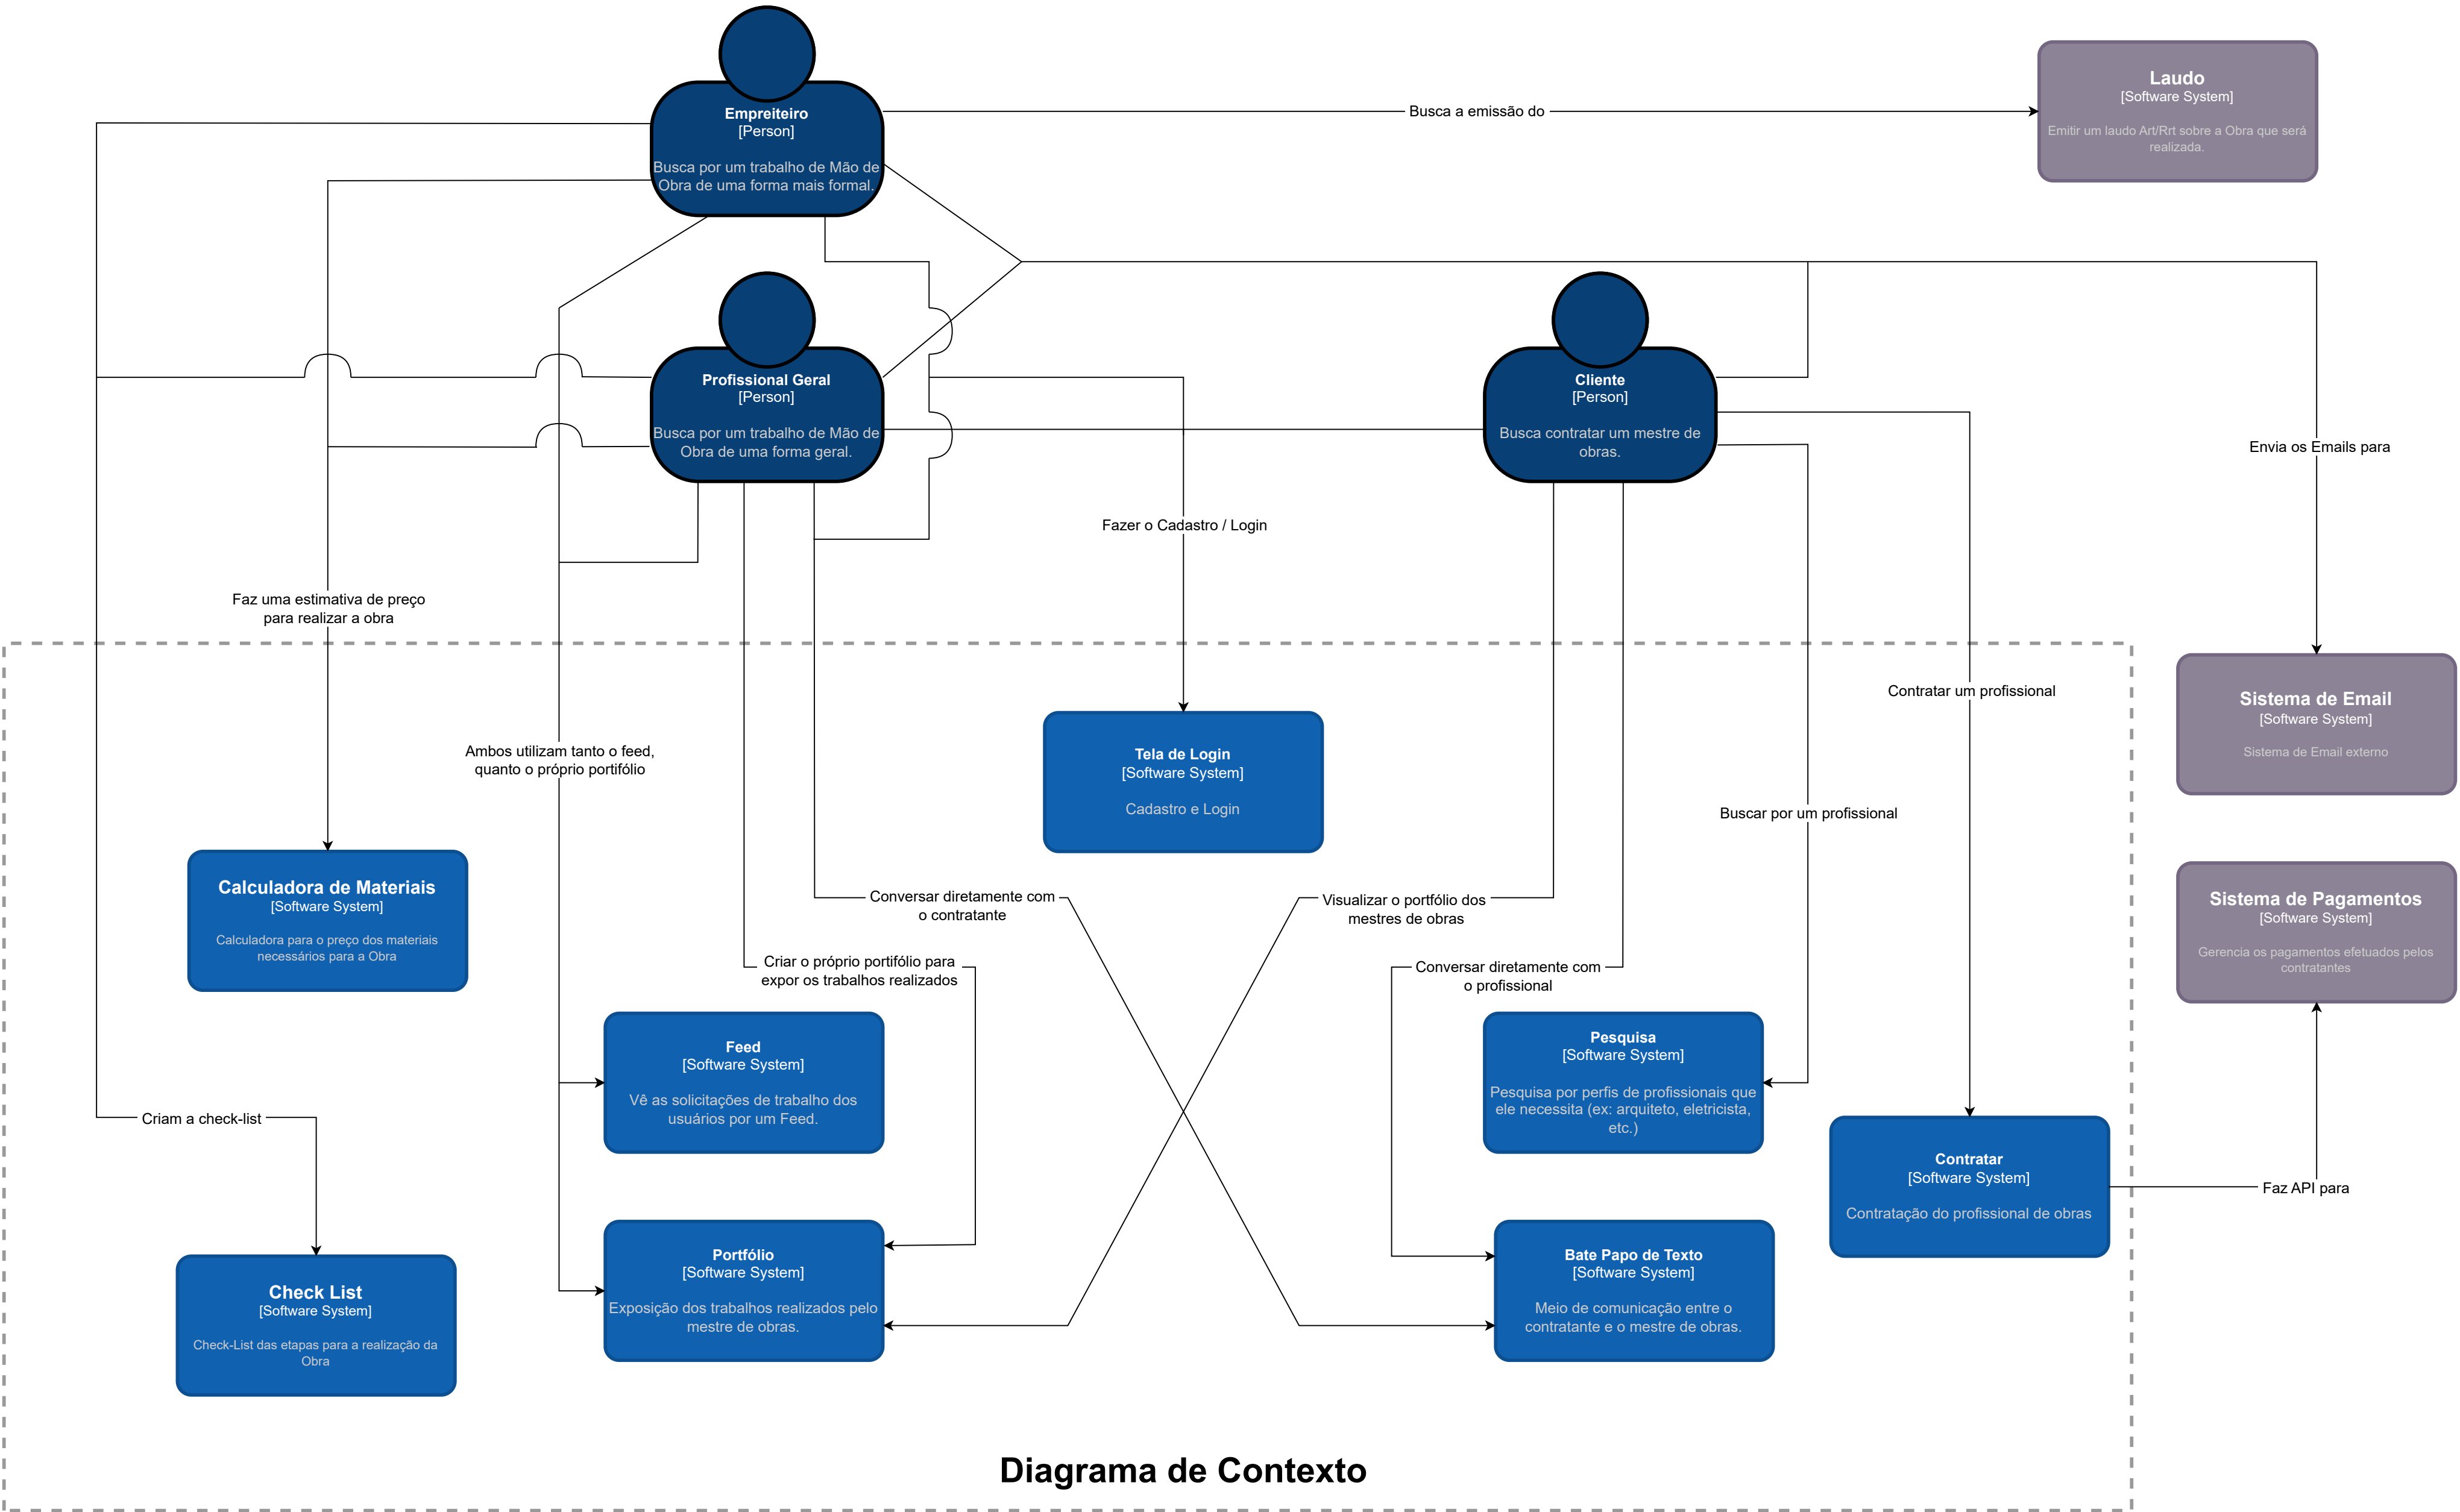 Empreiteiro
[Person]
Busca por um trabalho de Mão de
Obra de uma forma mais formal.
Busca a emissão do
Laudo
[Software System]
Emitir um laudo Art/Rrt sobre a Obra que será
realizada.
Profissional Geral
[Person]
Busca por um trabalho de Mão de
Obra de uma forma geral.
Cliente
[Person]
Busca contratar um mestre de
obras.
Envia os Emails para
Fazer o Cadastro / Login
Faz uma estimativa de preço
para realizar a obra
Contratar um profissional
Sistema de Email
[Software System]
Sistema de Email externo
Ambos utilizam tanto o feed,
quanto o próprio portifólio
Tela de Login
[Software System]
Cadastro e Login
Buscar por um profissional
Calculadora de Materiais
[Software System]
Calculadora para o preço dos materiais
necessários para a Obra
Conversar diretamente com
o contratante
Visualizar o portfólio dos
mestres de obras
Sistema de Pagamentos
[Software System]
Gerencia os pagamentos efetuados pelos
contratantes
Criar o próprio portifólio para
expor os trabalhos realizados
Conversar diretamente com
o profissional
Feed
[Software System]
Vê as solicitações de trabalho dos
usuários por um Feed.
Pesquisa
[Software System]
Pesquisa por perfis de profissionais que
ele necessita (ex: arquiteto, eletricista,
etc.)
Criam a check-list
Contratar
[Software System]
Contratação do profissional de obras
Faz API para
Check List
[Software System]
Check-List das etapas para a realização da
Obra
Portfólio
[Software System]
Exposição dos trabalhos realizados pelo
mestre de obras.
Bate Papo de Texto
[Software System]
Meio de comunicação entre o
contratante e o mestre de obras.
Diagrama de Contexto